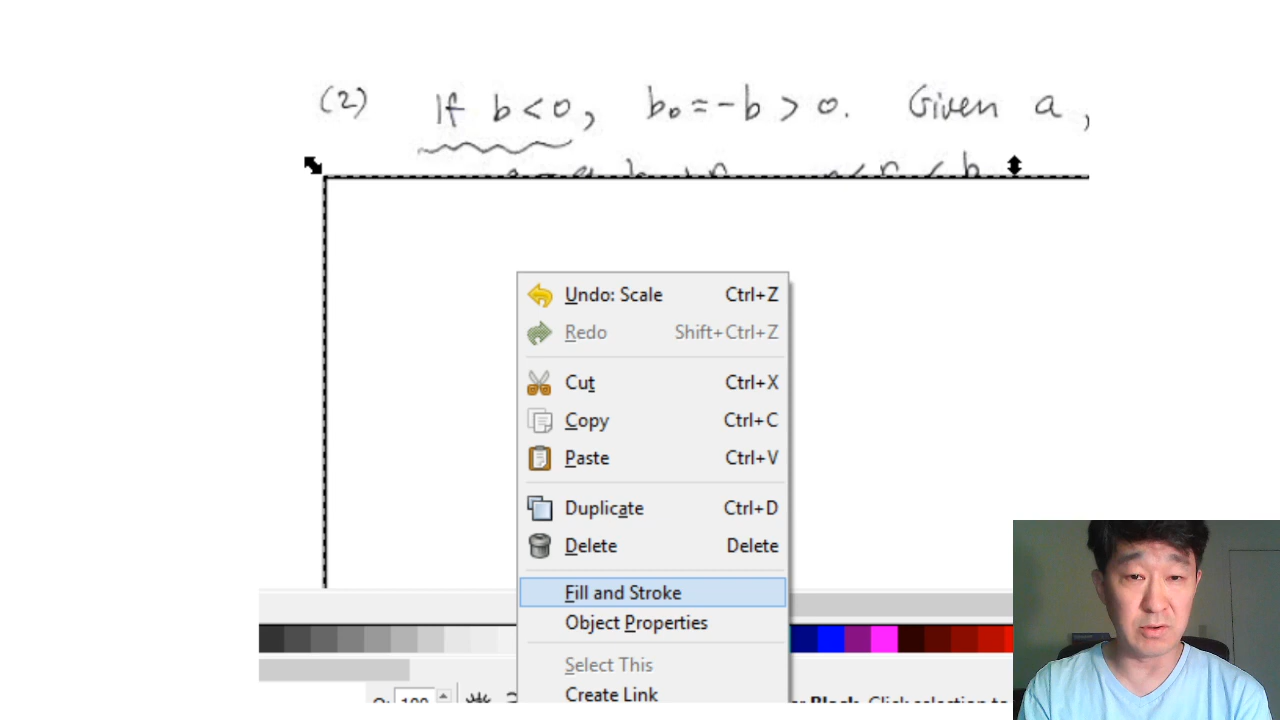 (2) If b < 0, b₀ = -b > 0. Given a,
Undo: Scale Ctrl+Z
Redo Shift+Ctrl+Z
Cut Ctrl+X
Copy Ctrl+C
Paste Ctrl+V
Duplicate Ctrl+D
Delete Delete
Fill and Stroke
Object Properties
Select This
Create Link